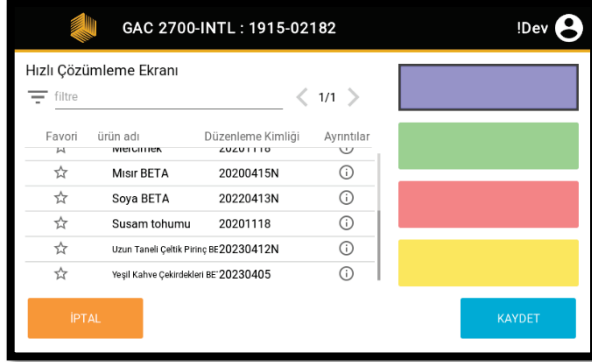 GAC 2700-INTL : 1915-02182
!Dev
Hızlı Çözümleme Ekranı
filtre
1/1
Favori ürün adı Düzenleme Kimliği Ayrıntılar
Mercimek 20201118
Mısır BETA 20220415N
Soya BETA 20220413N
Susam tohumu 20201118
Uzun Taneli Çeltik Pirinç BE 20230412N
Yeşil Kahve Çekirdekleri BE 20230405
İPTAL
KAYDET